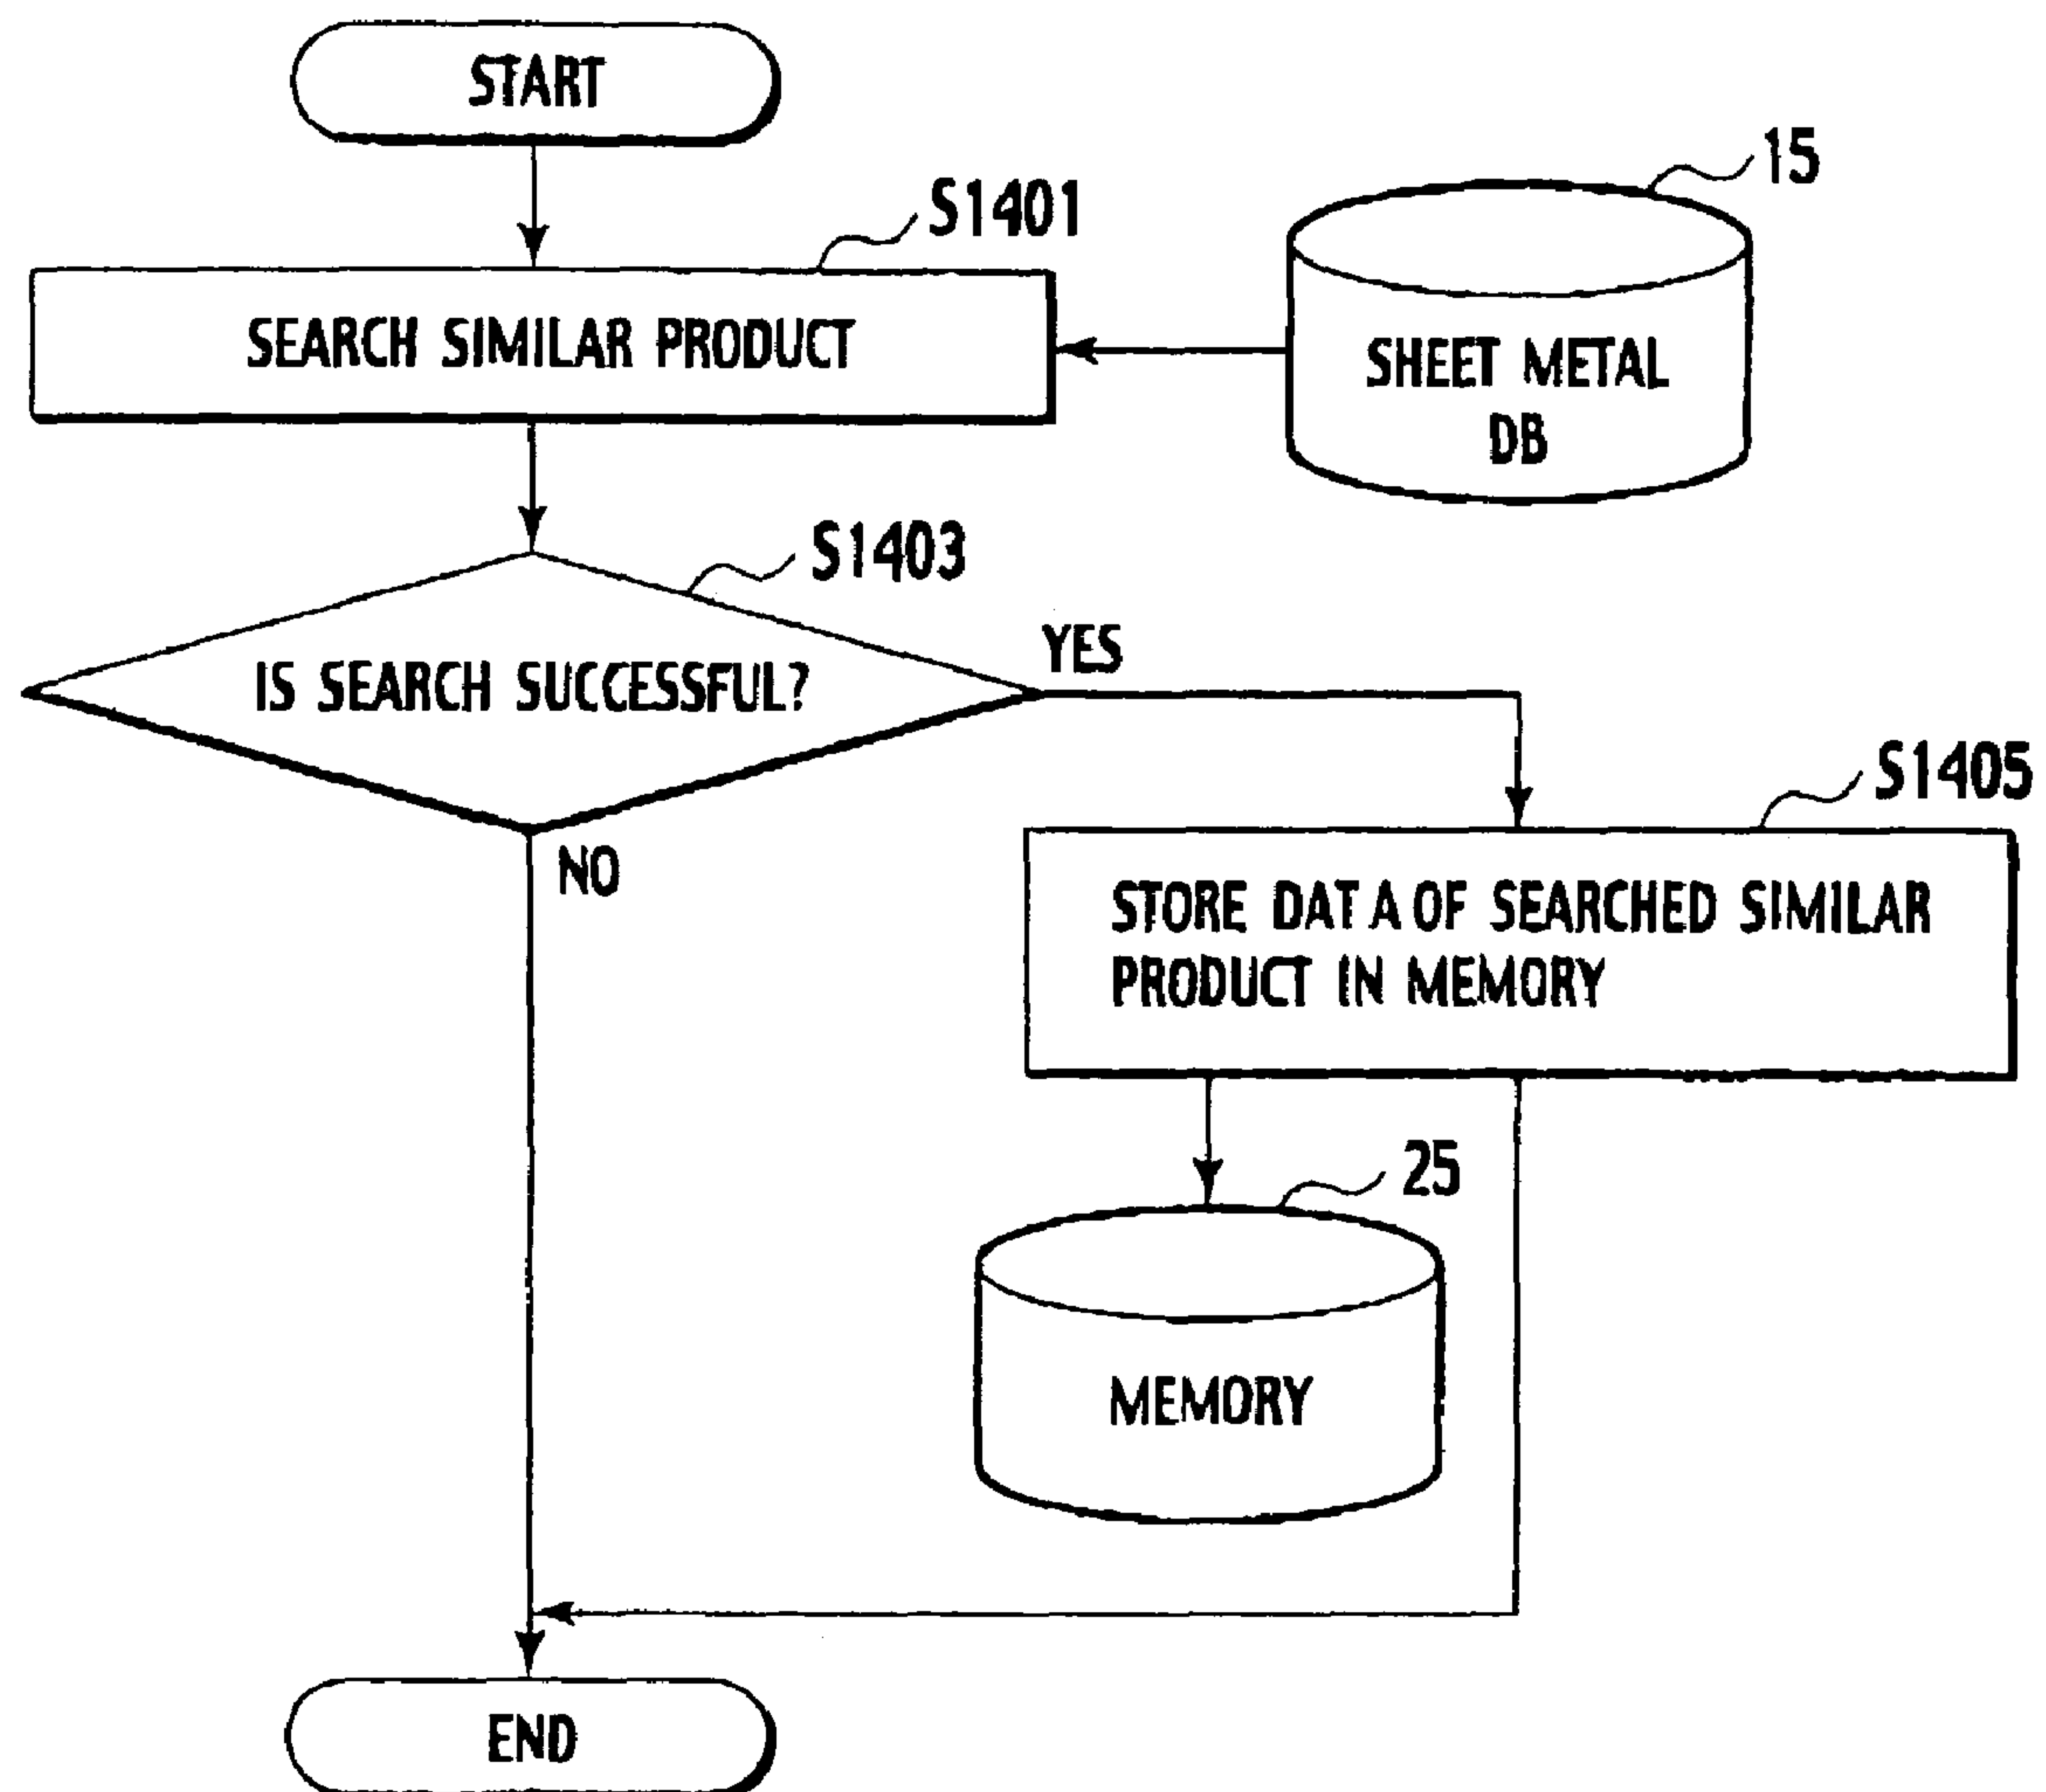 START
S1401
15
SEARCH SIMILAR PRODUCT
SHEET METAL
DB
S1403
IS SEARCH SUCCESSFUL?
YES
NO
S1405
STORE DATA OF SEARCHED SIMILAR
PRODUCT IN MEMORY
25
MEMORY
END